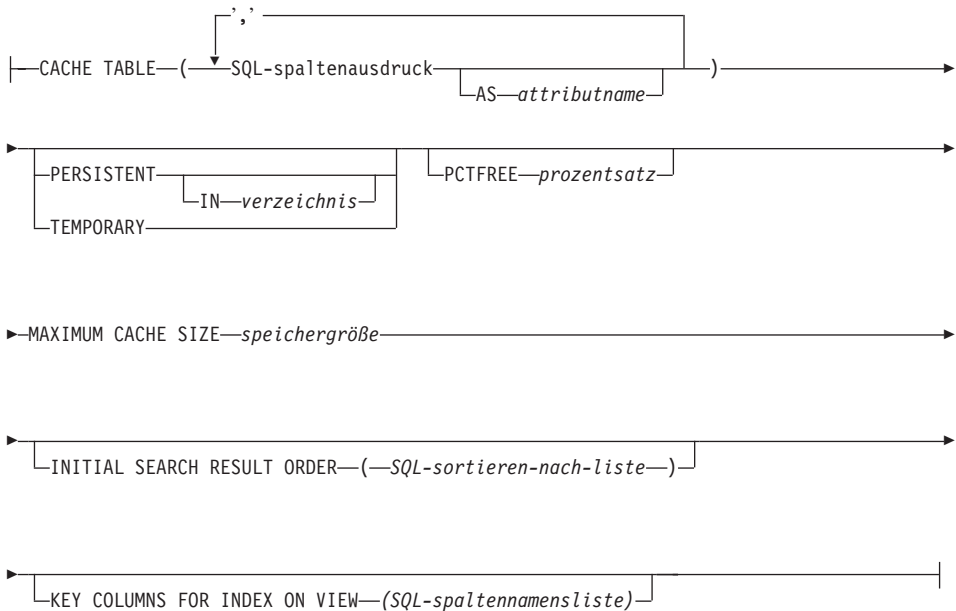 ','
CACHE TABLE ( SQL-spaltenausdruck )
AS attributname
PERSISTENT PCTFREE prozentsatz
IN verzeichnis
TEMPORARY
MAXIMUM CACHE SIZE speichergröße
INITIAL SEARCH RESULT ORDER ( SQL-sortieren-nach-liste )
KEY COLUMNS FOR INDEX ON VIEW (SQL-spaltennamensliste)